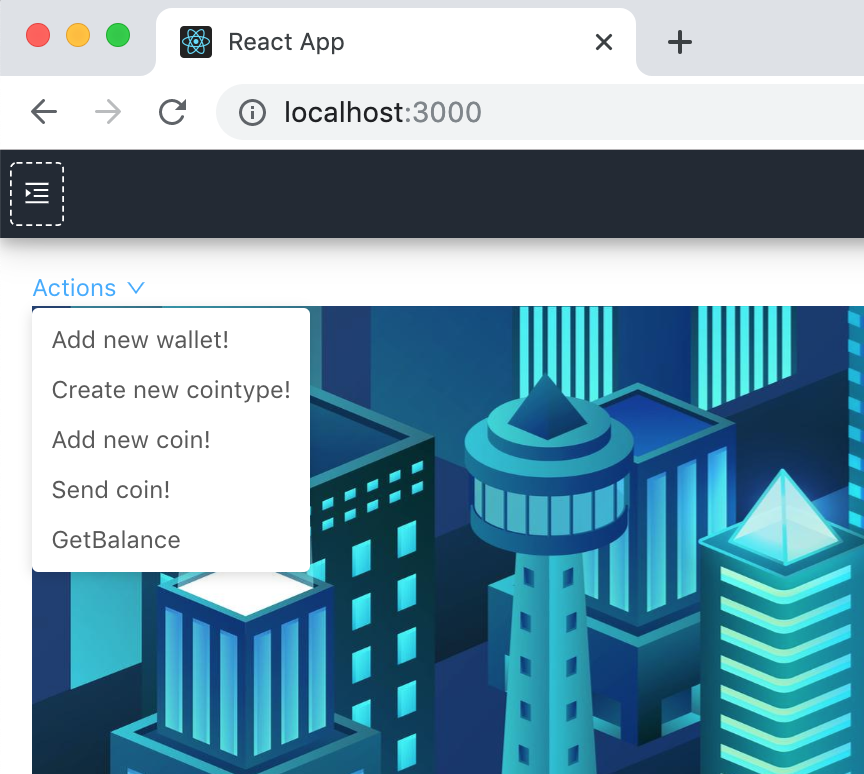 React App
localhost:3000
Actions
Add new wallet!
Create new cointype!
Add new coin!
Send coin!
GetBalance